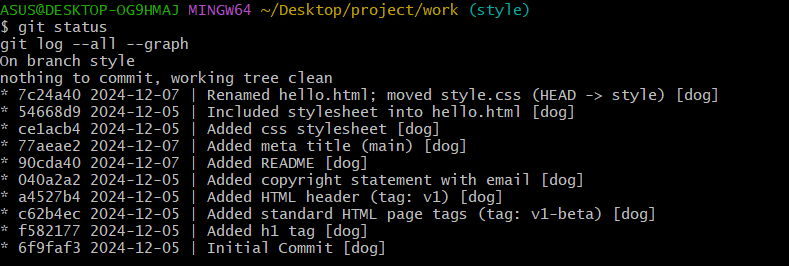 ASUS@DESKTOP-OG9HMAJ MINGW64 ~/Desktop/project/work (style)
$ git status
git log --all --graph
On branch style
nothing to commit, working tree clean
* 7c24a40 2024-12-07 | Renamed hello.html; moved style.css (HEAD -> style) [dog]
* 54668d9 2024-12-05 | Included stylesheet into hello.html [dog]
* ce1acb4 2024-12-05 | Added css stylesheet [dog]
* 77aeae2 2024-12-07 | Added meta title (main) [dog]
* 90cda40 2024-12-07 | Added README [dog]
* 040a2a2 2024-12-05 | Added copyright statement with email [dog]
* a4527b4 2024-12-05 | Added HTML header (tag: v1) [dog]
* c62b4ec 2024-12-05 | Added standard HTML page tags (tag: v1-beta) [dog]
* f582177 2024-12-05 | Added h1 tag [dog]
* 6f9faf3 2024-12-05 | Initial Commit [dog]